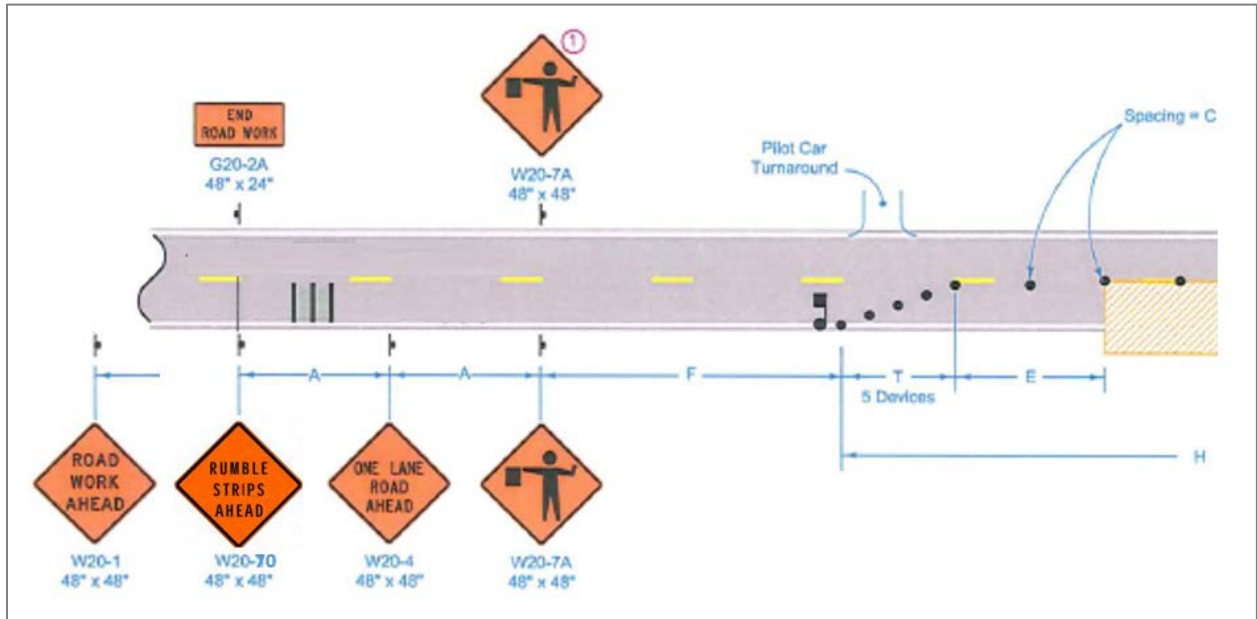 1
END
ROAD WORK
G20-2A
48" x 24"
W20-7A
48" x 48"
Pilot Car
Turnaround
Spacing = C
A
A
F
T
5 Devices
E
H
ROAD
WORK
AHEAD
W20-1
48" x 48"
RUMBLE
STRIPS
AHEAD
W20-70
48" x 48"
ONE LANE
ROAD
AHEAD
W20-4
48" x 48"
W20-7A
48" x 48"